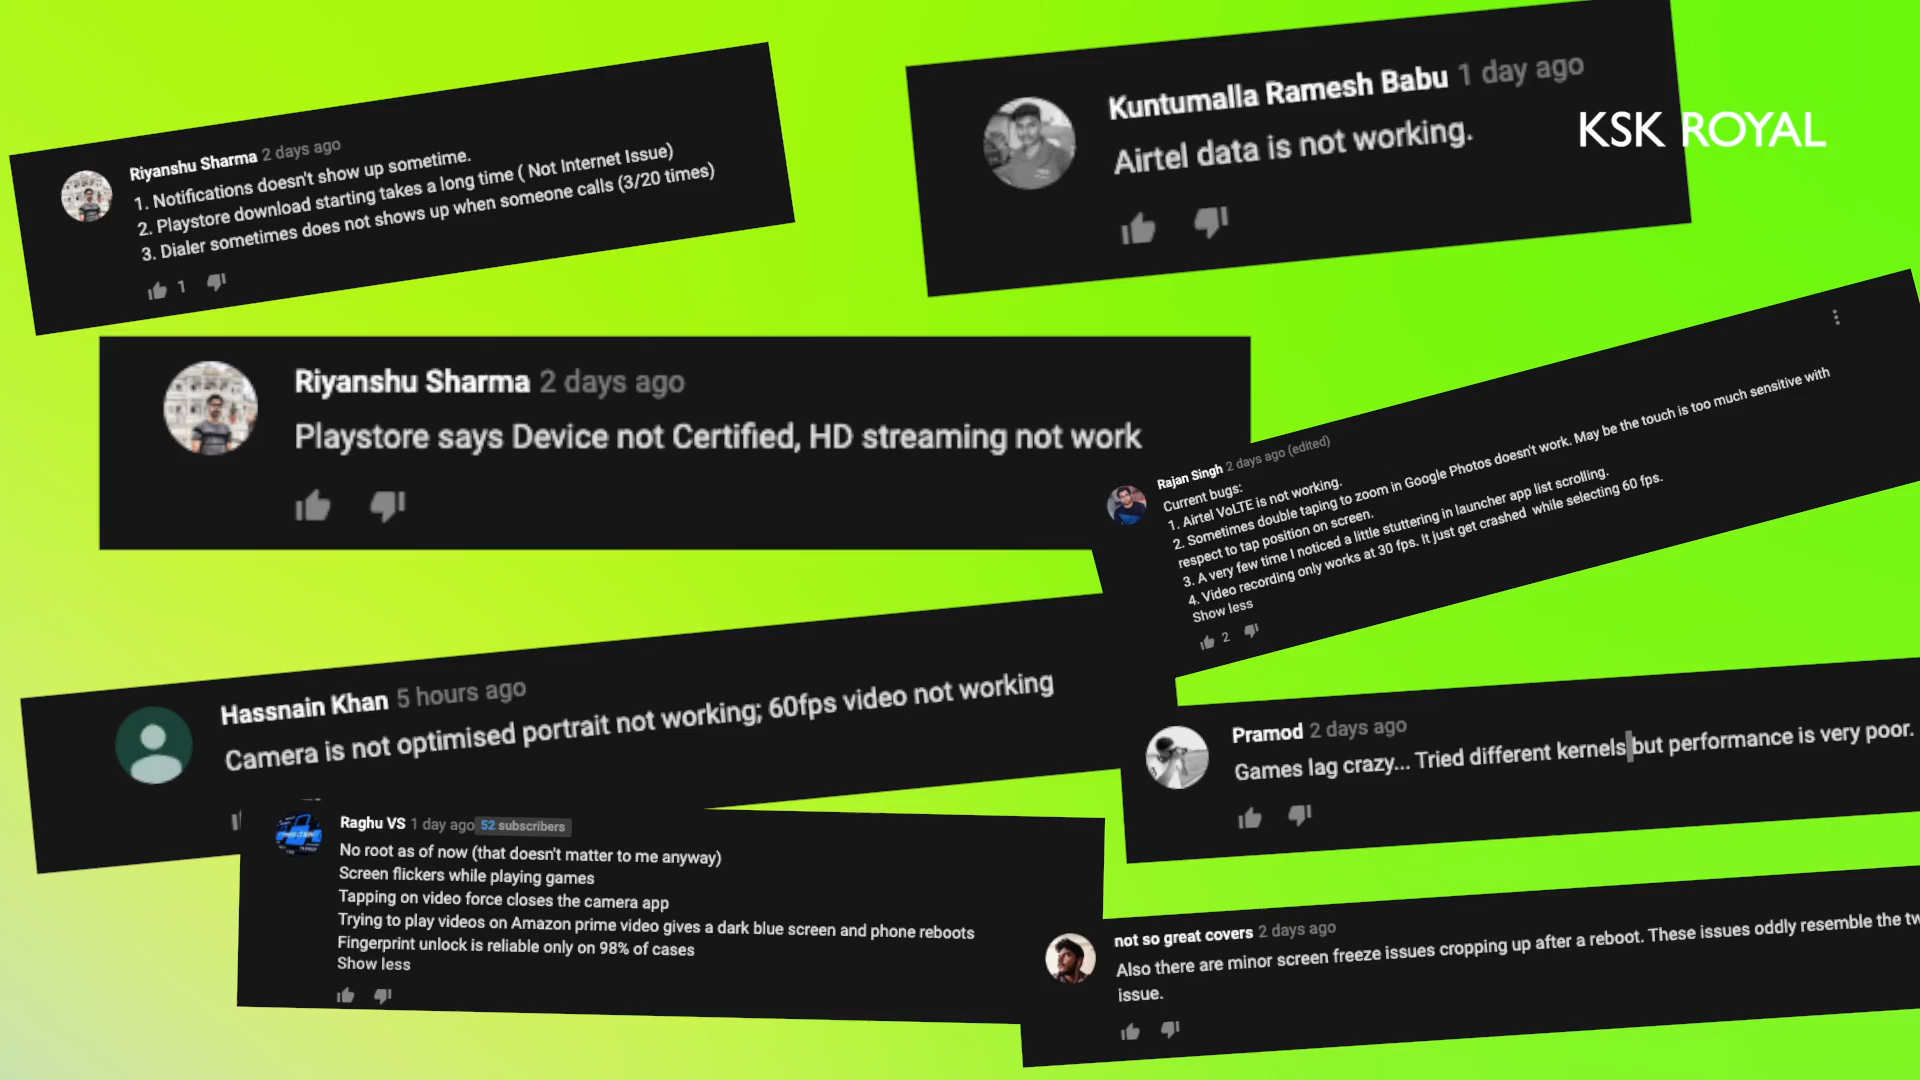 Riyanshu Sharma 2 days ago
1. Notifications doesn't show up sometime.
2. Playstore download starting takes a long time ( Not Internet Issue)
3. Dialer sometimes does not shows up when someone calls (3/20 times)
1
Kuntumalla Ramesh Babu 1 day ago
Airtel data is not working.
KSK ROYAL
Riyanshu Sharma 2 days ago
Playstore says Device not Certified, HD streaming not work
Rajan Singh 2 days ago (edited)
Current bugs:
1. Airtel VoLTE is not working.
2. Sometimes double taping to zoom in Google Photos doesn't work. May be the touch is too much sensitive with
respect to tap position on screen.
3. A very few time I noticed a little stuttering in launcher app list scrolling.
4. Video recording only works at 30 fps. It just get crashed while selecting 60 fps.
Show less
2
Hassnain Khan 5 hours ago
Camera is not optimised portrait not working; 60fps video not working
Pramod 2 days ago
Games lag crazy... Tried different kernels but performance is very poor.
Raghu VS 1 day ago 52 subscribers
No root as of now (that doesn't matter to me anyway)
Screen flickers while playing games
Tapping on video force closes the camera app
Trying to play videos on Amazon prime video gives a dark blue screen and phone reboots
Fingerprint unlock is reliable only on 98% of cases
Show less
not so great covers 2 days ago
Also there are minor screen freeze issues cropping up after a reboot. These issues oddly resemble the tw
issue.